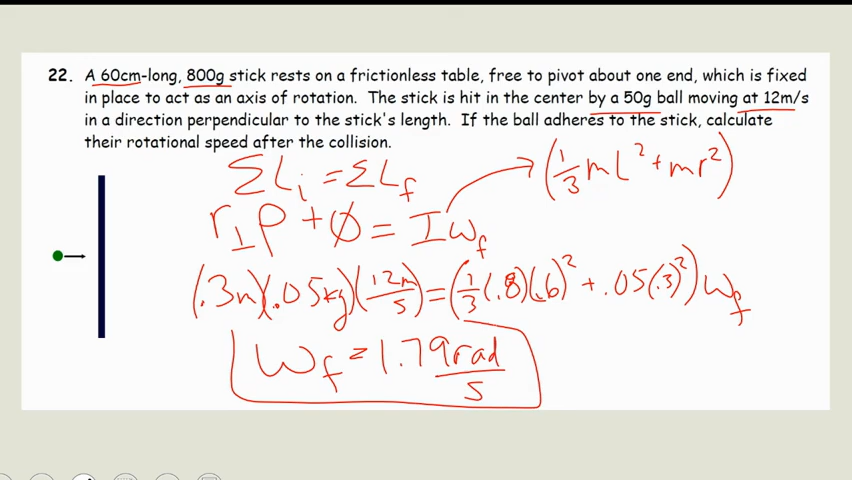 22. A 60cm-long, 800g stick rests on a frictionless table, free to pivot about one end, which is fixed
in place to act as an axis of rotation. The stick is hit in the center by a 50g ball moving at 12m/s
in a direction perpendicular to the stick's length. If the ball adheres to the stick, calculate
their rotational speed after the collision.
ΣLi = ΣLf
(1/3 mL² + mr²)
r⊥p + Ø = Iωf
(.3m)(.05kg)(12m/s) = (1/3(.8)(.6)² + .05(.3)²)ωf
ωf = 1.79 rad/s